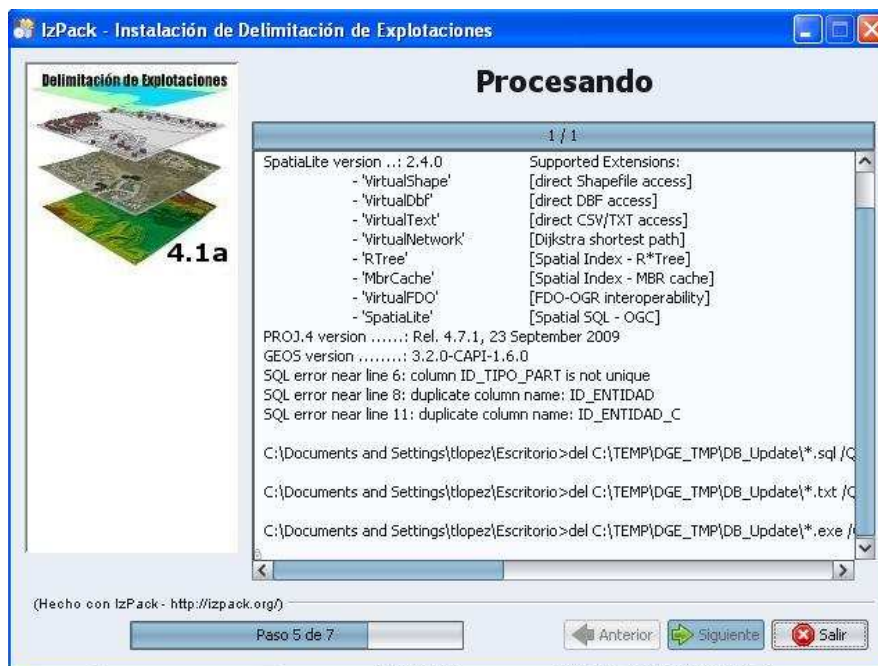 IzPack - Instalación de Delimitación de Explotaciones
Delimitación de Explotaciones
4.1a
Procesando
1 / 1
SpatiaLite version ..: 2.4.0 Supported Extensions:
- 'VirtualShape' [direct Shapefile access]
- 'VirtualDbf' [direct DBF access]
- 'VirtualText' [direct CSV/TXT access]
- 'VirtualNetwork' [Dijkstra shortest path]
- 'RTree' [Spatial Index - R*Tree]
- 'MbrCache' [Spatial Index - MBR cache]
- 'VirtualFDO' [FDO-OGR interoperability]
- 'SpatiaLite' [Spatial SQL - OGC]
PROJ.4 version ......: Rel. 4.7.1, 23 September 2009
GEOS version ........: 3.2.0-CAPI-1.6.0
SQL error near line 6: column ID_TIPO_PART is not unique
SQL error near line 8: duplicate column name: ID_ENTIDAD
SQL error near line 11: duplicate column name: ID_ENTIDAD_C
C:\Documents and Settings\tlopez\Escritorio>del C:\TEMP\DGE_TMP\DB_Update\*.sql /Q
C:\Documents and Settings\tlopez\Escritorio>del C:\TEMP\DGE_TMP\DB_Update\*.txt /Q
C:\Documents and Settings\tlopez\Escritorio>del C:\TEMP\DGE_TMP\DB_Update\*.exe /
(Hecho con IzPack - http://izpack.org/)
Paso 5 de 7
Anterior
Siguiente
Salir